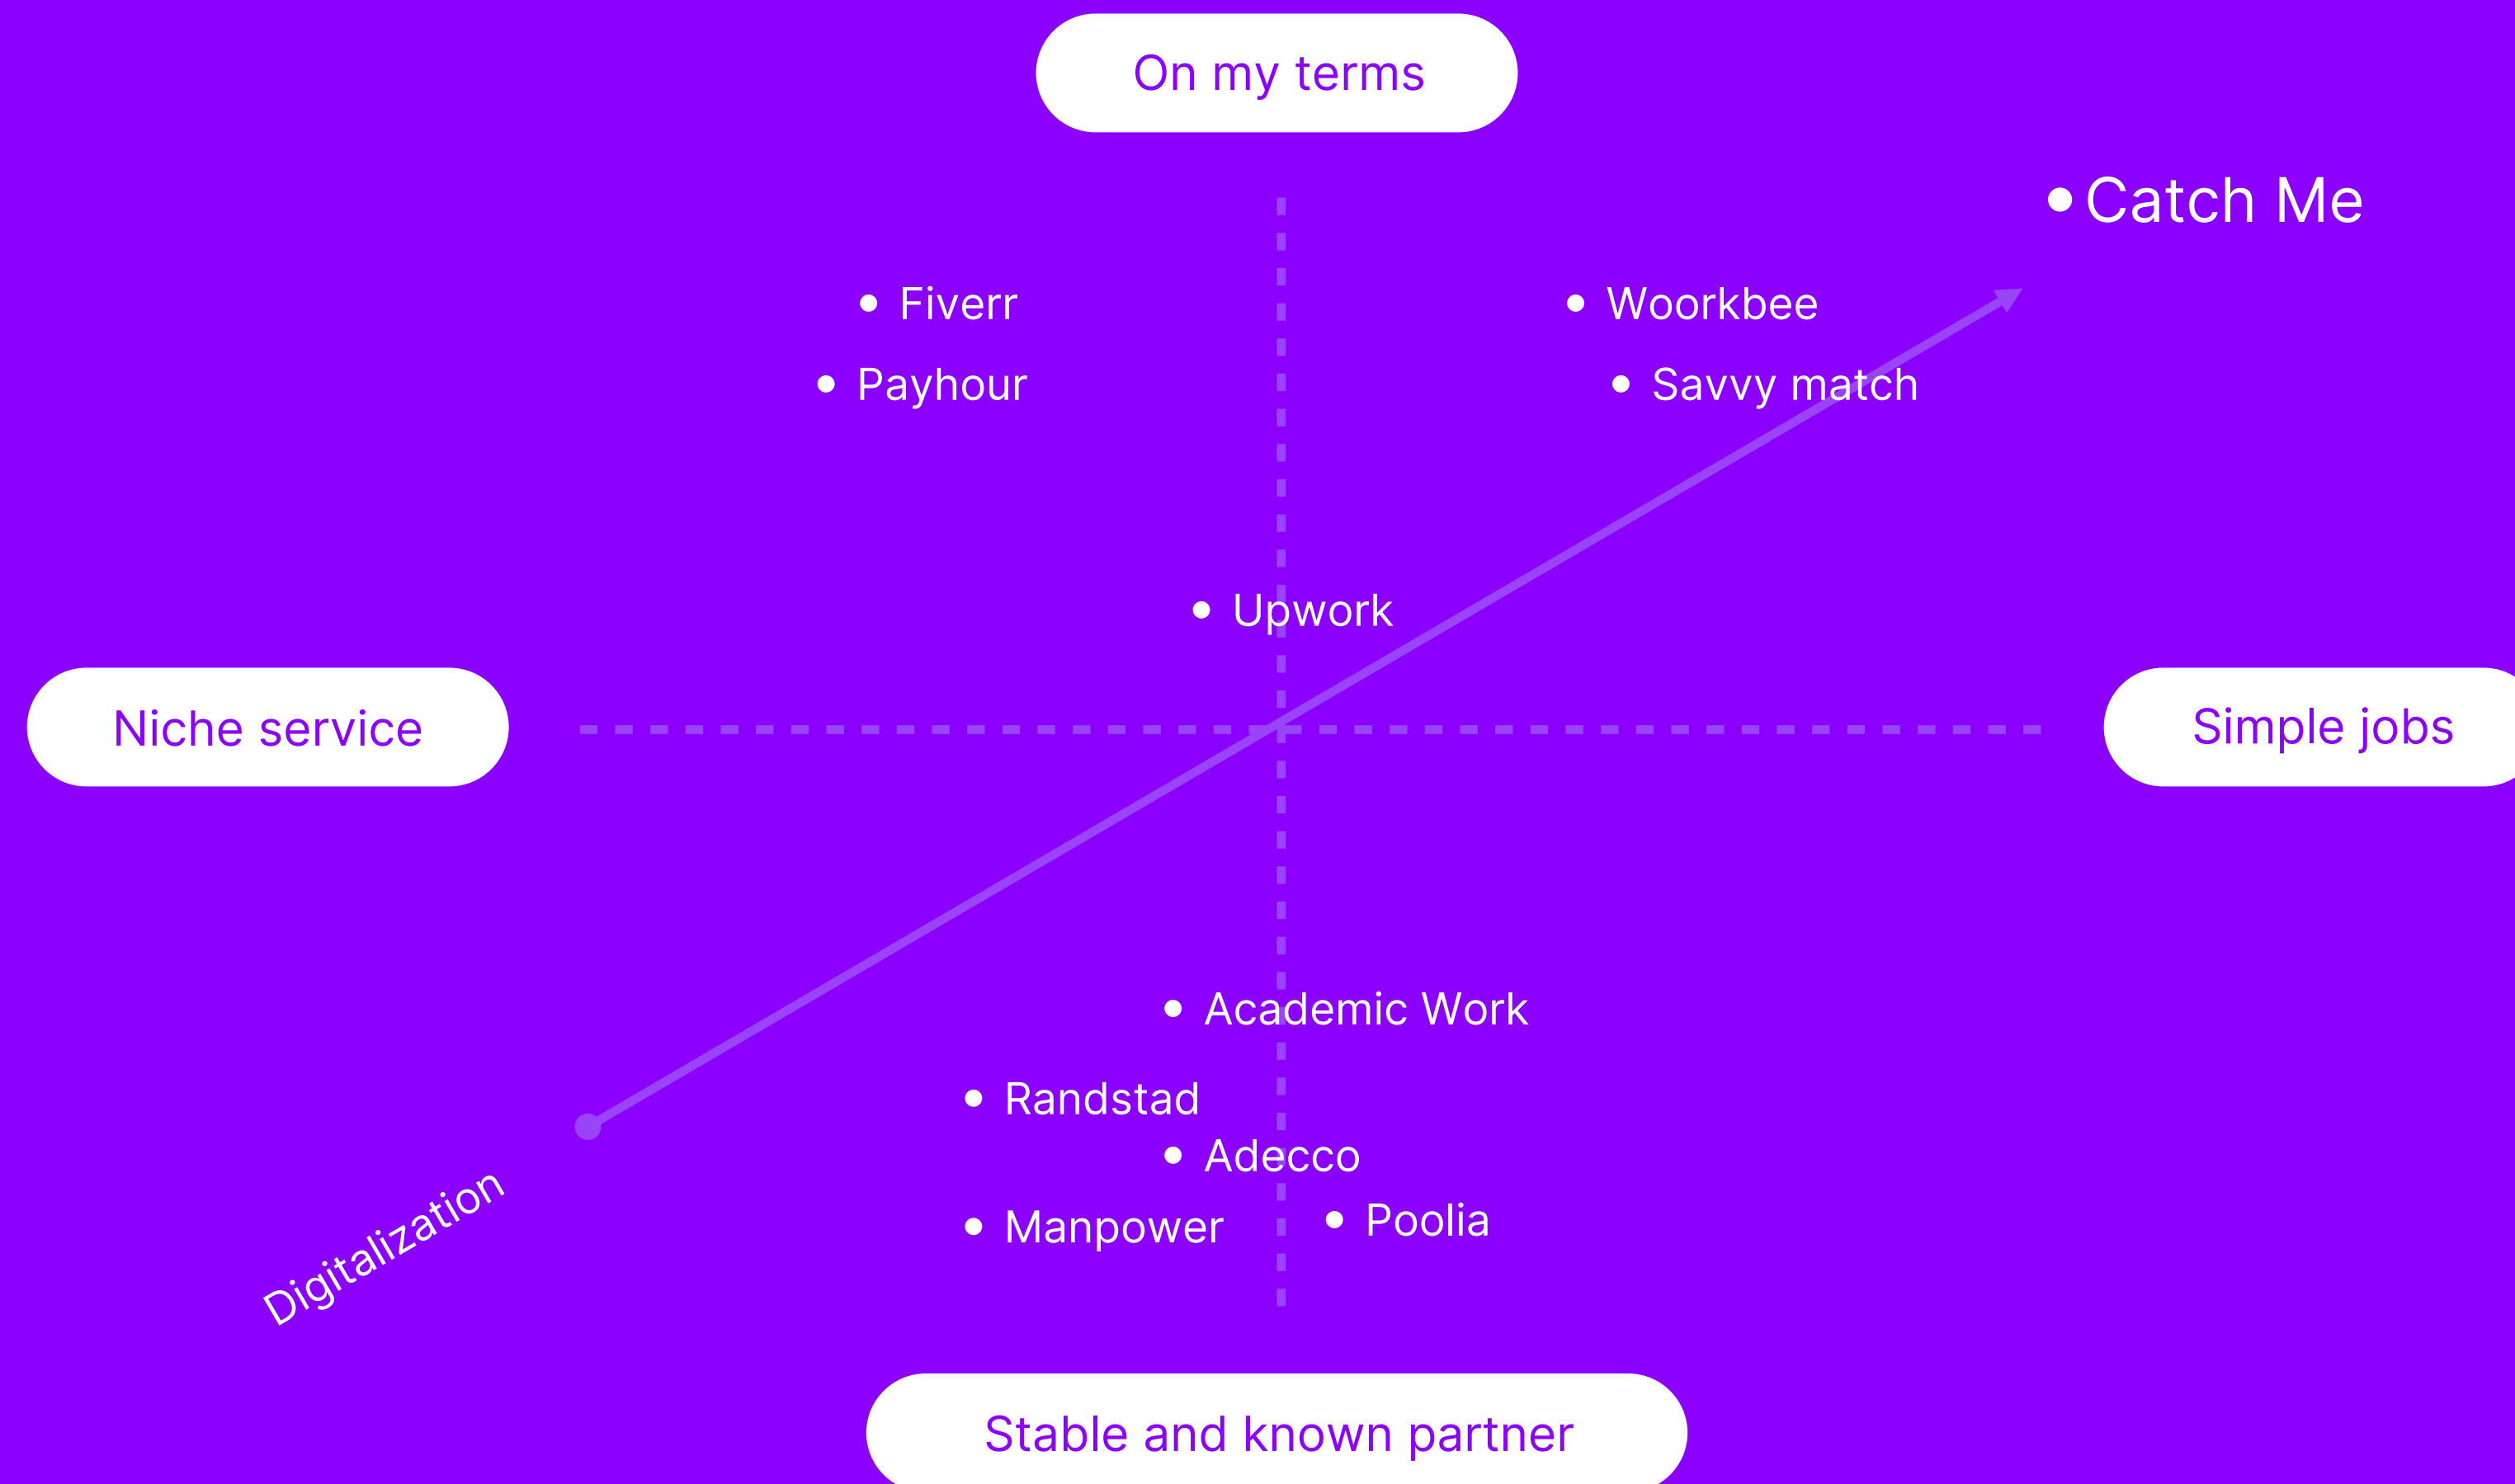 On my terms
Catch Me
Fiverr
Woorkbee
Payhour
Savvy match
Upwork
Niche service
Simple jobs
Academic Work
Randstad
Adecco
Manpower
Poolia
Digitalization
Stable and known partner